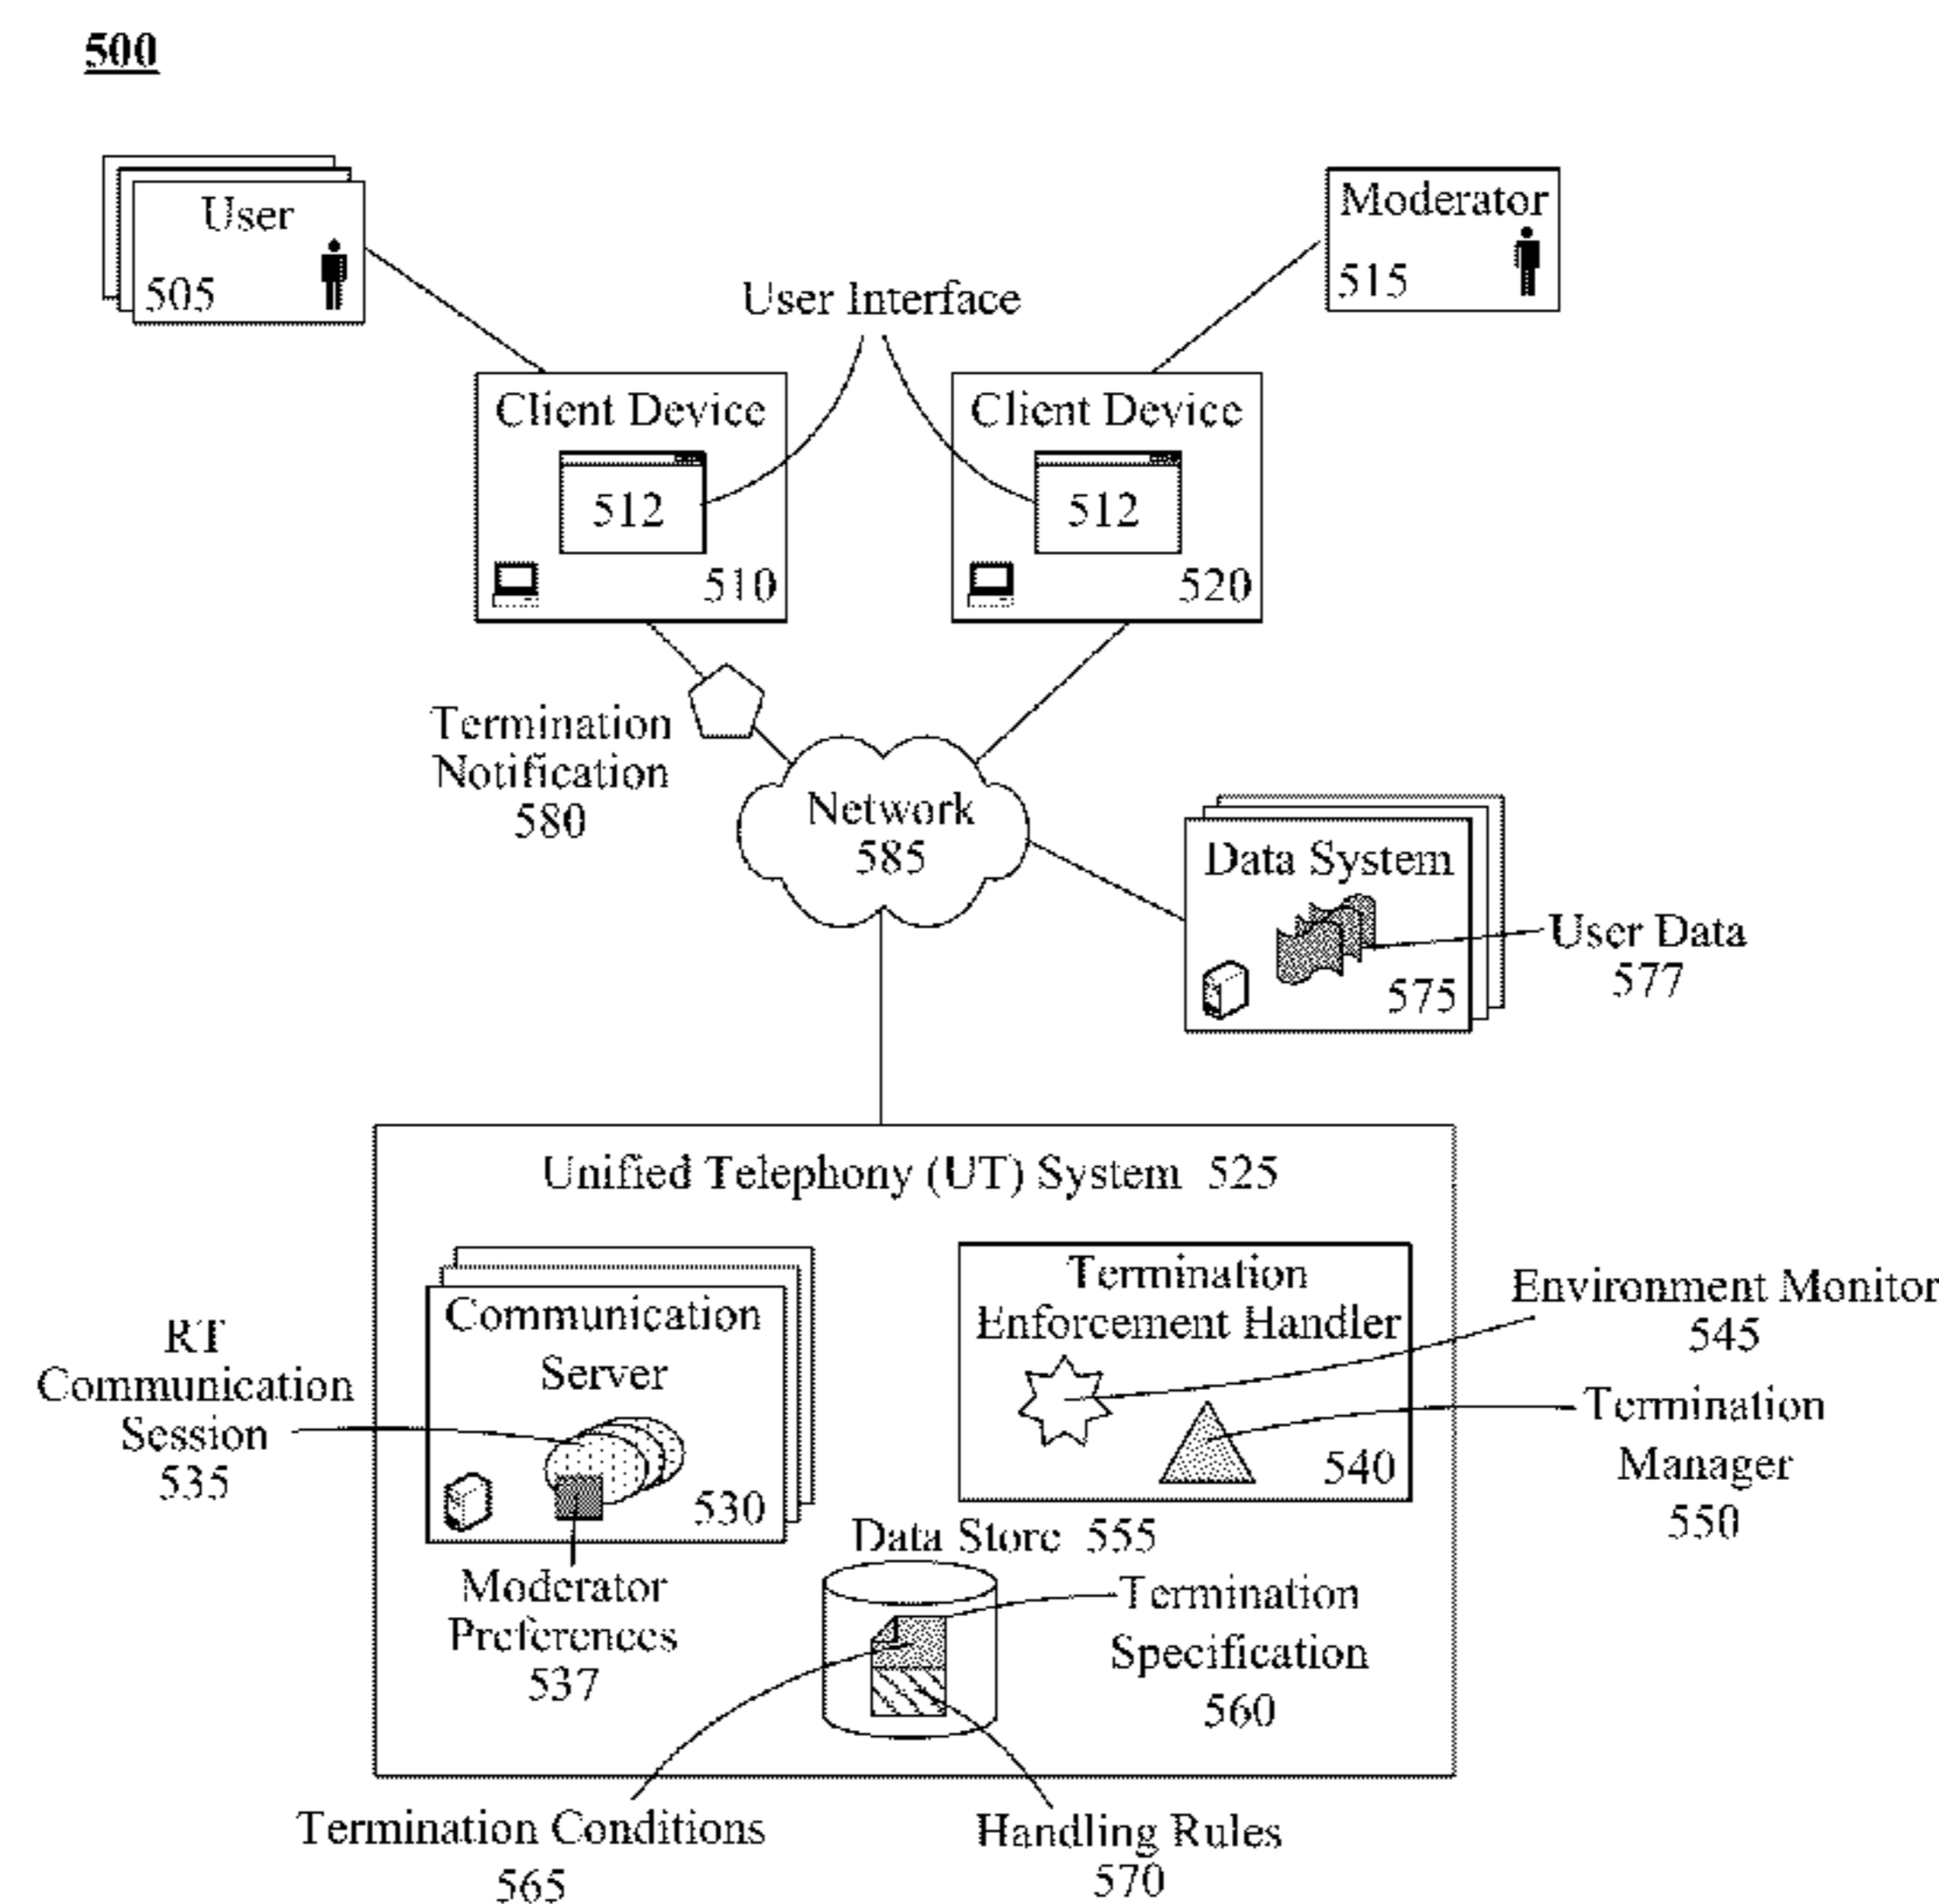 500
User
505
Moderator
515
User Interface
Client Device
512
510
Client Device
512
520
Termination
Notification
580
Network
585
Data System
575
User Data
577
Unified Telephony (UT) System 525
Communication
Server
530
RT
Communication
Session
535
Moderator
Preferences
537
Termination
Enforcement Handler
540
Environment Monitor
545
Termination
Manager
550
Data Store 555
Termination
Specification
560
Termination Conditions
565
Handling Rules
570